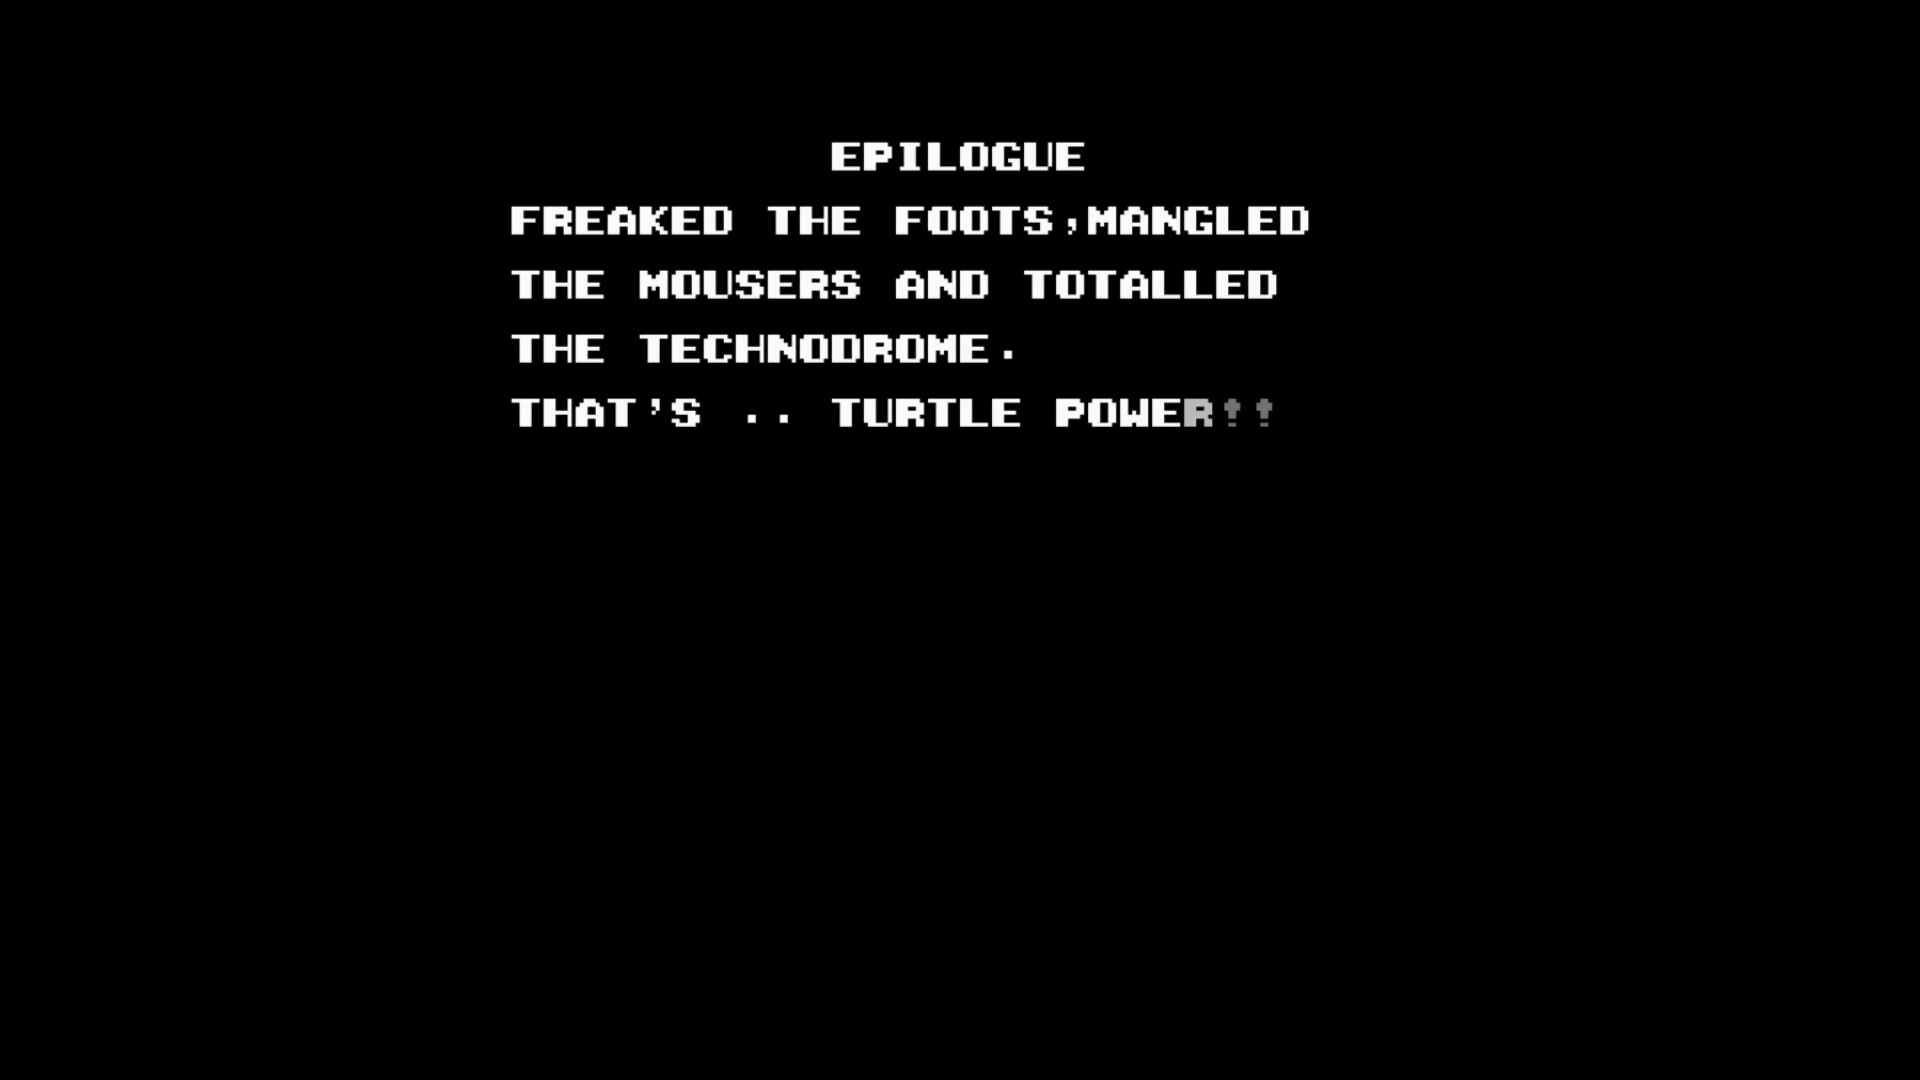 EPILOGUE
FREAKED THE FOOTS,MANGLED
THE MOUSERS AND TOTALLED
THE TECHNODROME.
THAT'S .. TURTLE POWER!!